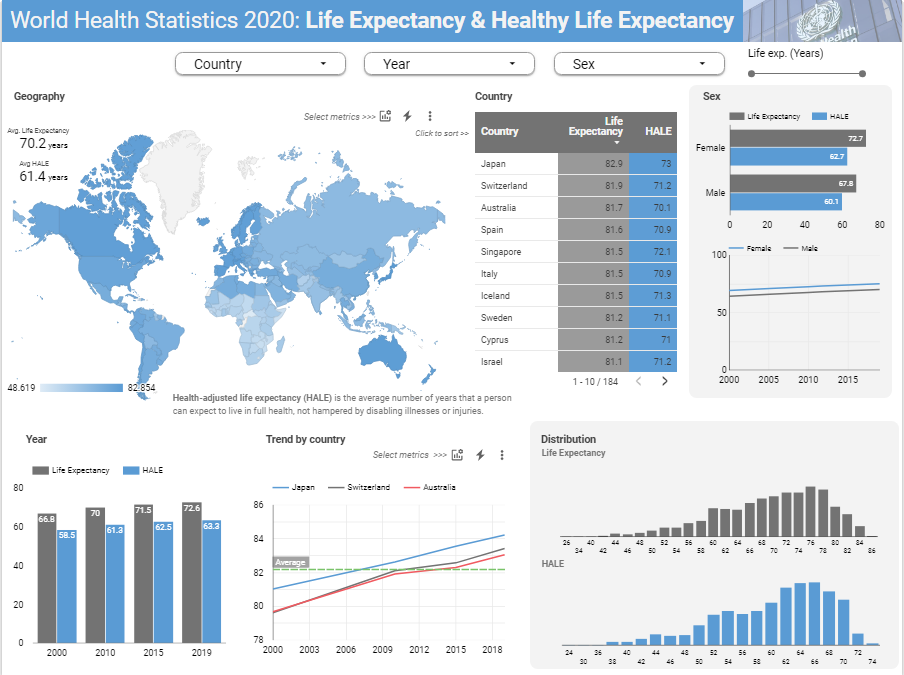 World Health Statistics 2020: Life Expectancy & Healthy Life Expectancy
Country
Year
Sex
Life exp. (Years)
Geography
Select metrics >>>
Click to sort >>
Avg. Life Expectancy
70.2 years
Avg HALE
61.4 years
48.619
82.854
Health-adjusted life expectancy (HALE) is the average number of years that a person
can expect to live in full health, not hampered by disabling illnesses or injuries.
Country
Country Life Expectancy HALE
Japan 82.9 73
Switzerland 81.9 71.2
Australia 81.7 70.1
Spain 81.6 70.9
Singapore 81.5 72.1
Italy 81.5 70.9
Iceland 81.5 71.3
Sweden 81.2 71.1
Cyprus 81.2 71
Israel 81.1 71.2
1 - 10 / 184
Sex
Life Expectancy HALE
Female 72.7
62.7
Male 67.8
60.1
0 20 40 60 80
Female Male
100
50
0
2000 2005 2010 2015
Year
Life Expectancy HALE
80
60
40
20
0
66.8 58.5 70 61.3 71.5 62.5 72.6 63.3
2000 2010 2015 2019
Trend by country
Select metrics >>>
Japan Switzerland Australia
86
84
82
80
78
Average
2000 2003 2006 2009 2012 2015 2018
Distribution
Life Expectancy
26 40 44 48 52 56 60 64 68 72 76 80 84
34 42 46 50 54 58 62 66 70 74 78 82 86
HALE
24 36 40 44 48 52 56 60 64 68 72
30 38 42 46 50 54 58 62 66 70 74